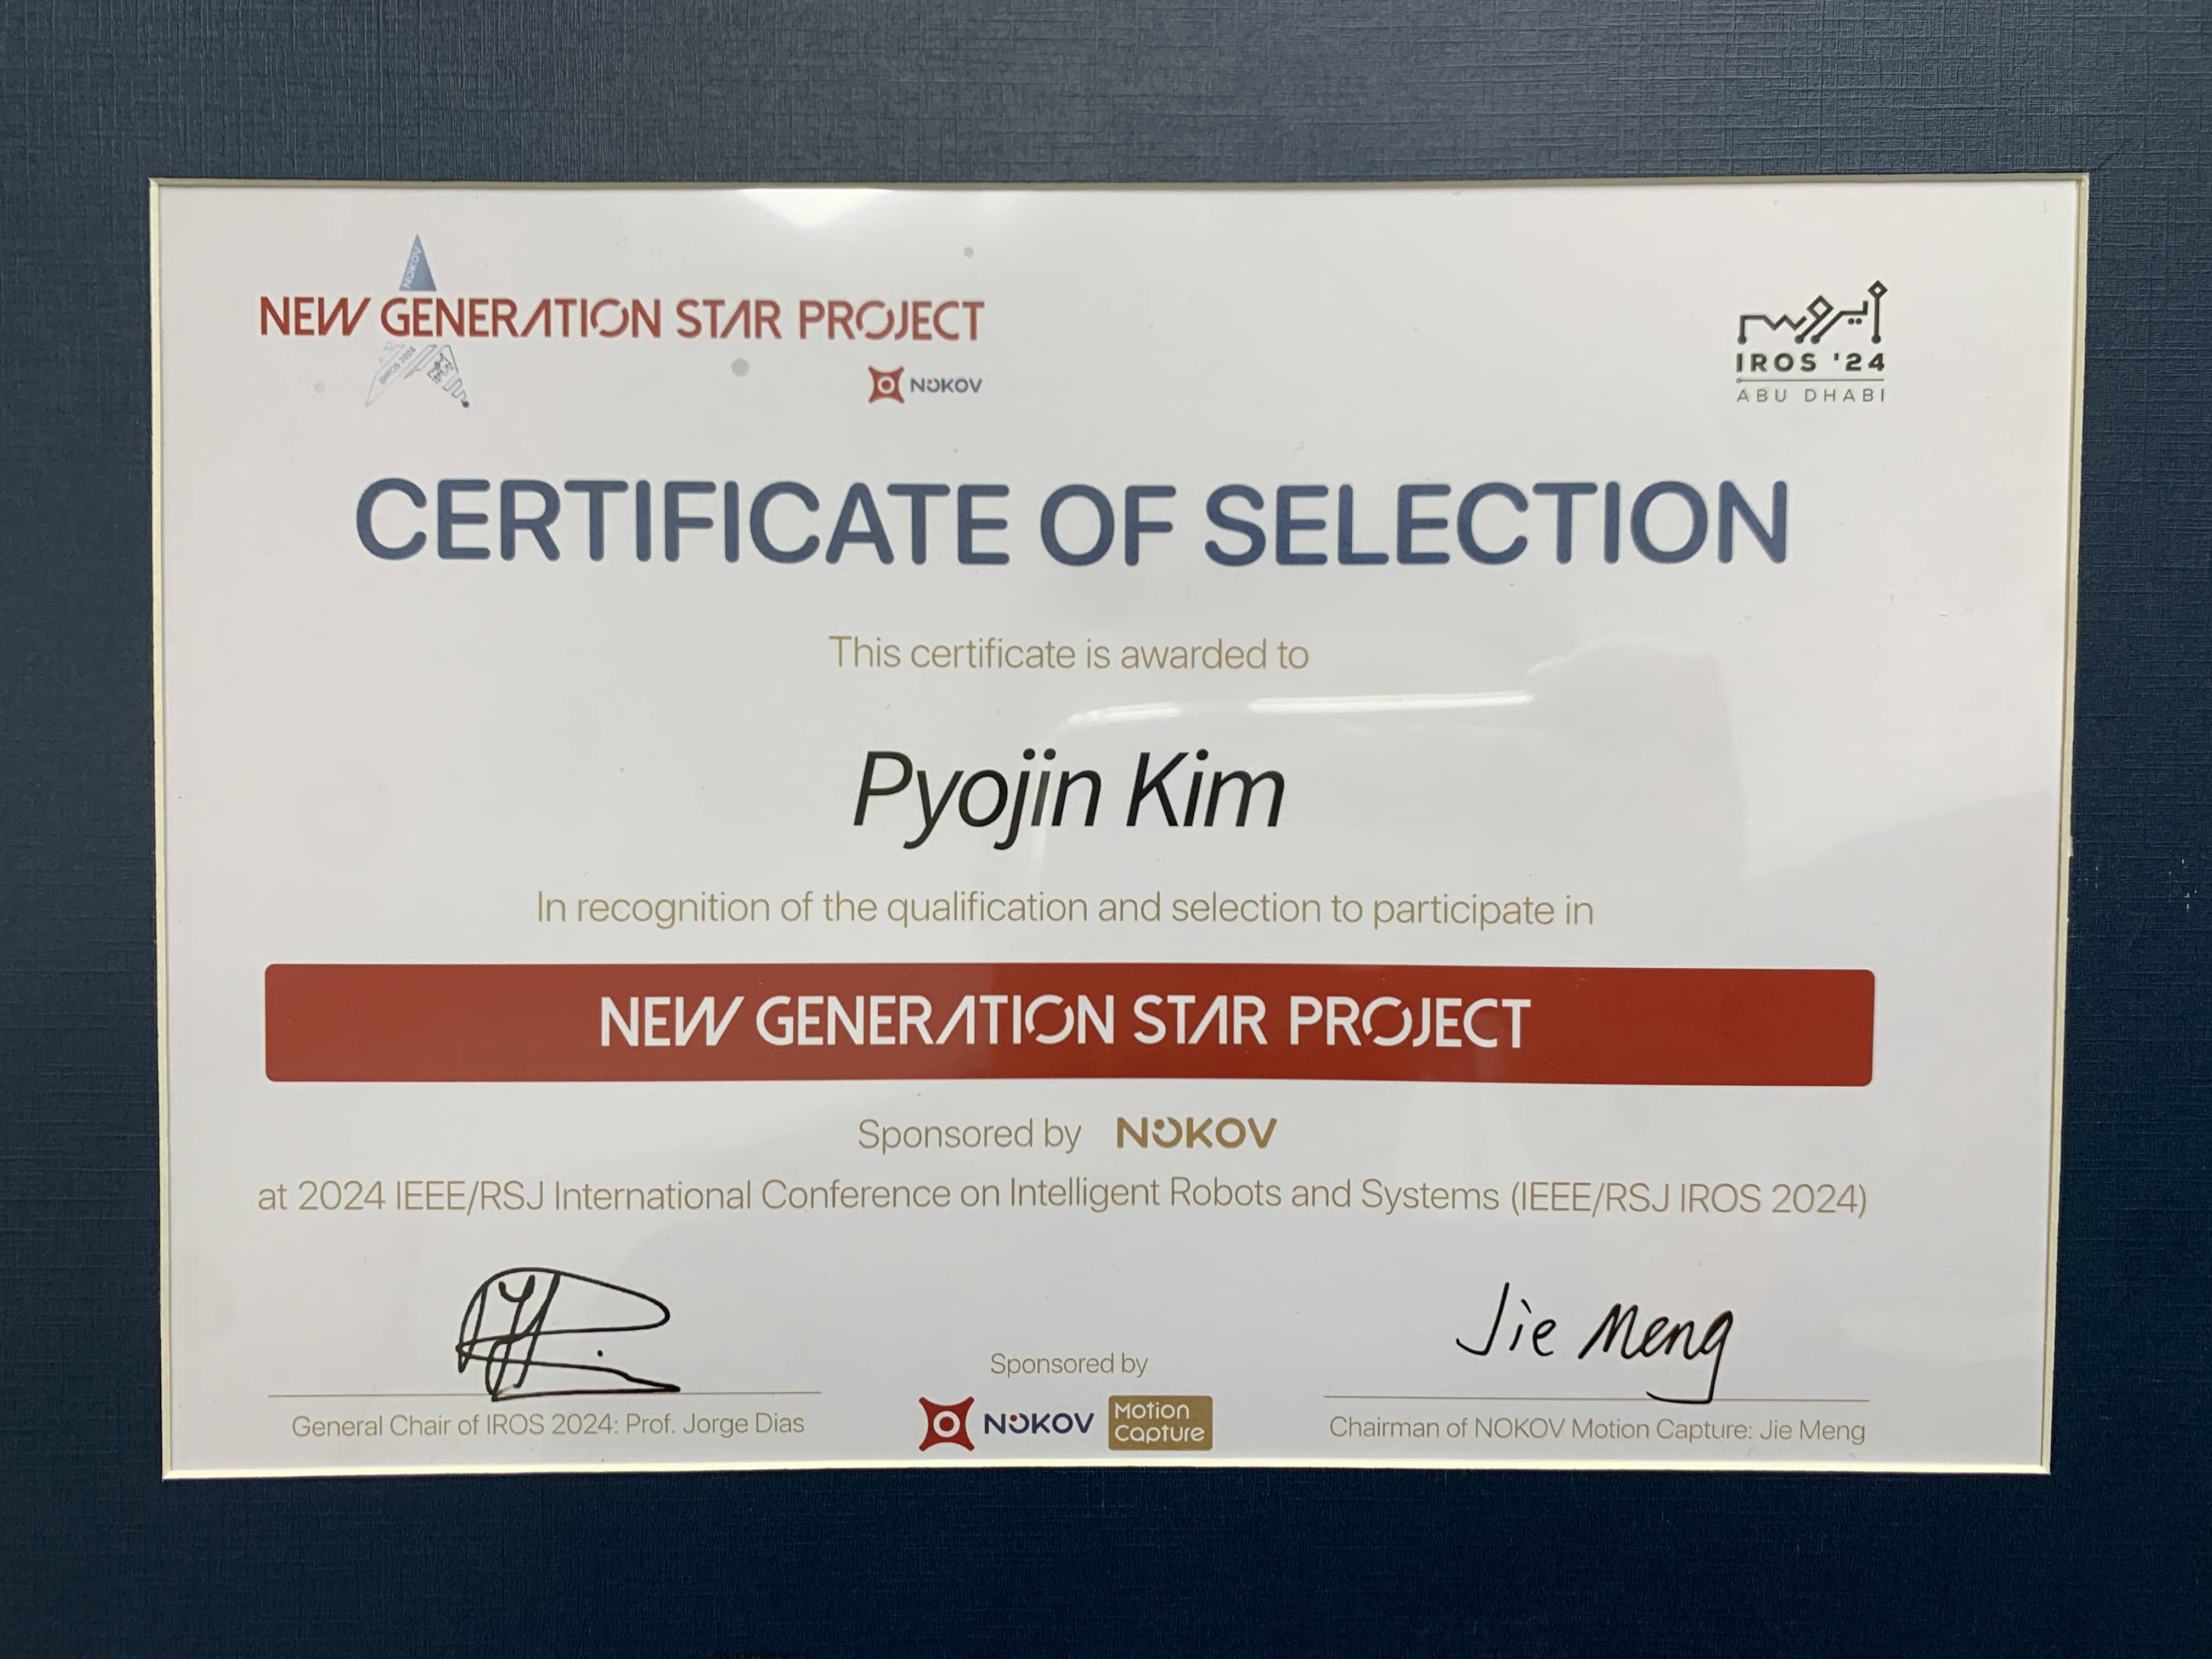 NOKOV
NEW GENERATION STAR PROJECT
@IROS 2024
NOKOV
أيروس
IROS '24
ABU DHABI
CERTIFICATE OF SELECTION
This certificate is awarded to
Pyojin Kim
In recognition of the qualification and selection to participate in
NEW GENERATION STAR PROJECT
Sponsored by NOKOV
at 2024 IEEE/RSJ International Conference on Intelligent Robots and Systems (IEEE/RSJ IROS 2024)
General Chair of IROS 2024: Prof. Jorge Dias
Sponsored by
NOKOV Motion Capture
Jie Meng
Chairman of NOKOV Motion Capture: Jie Meng